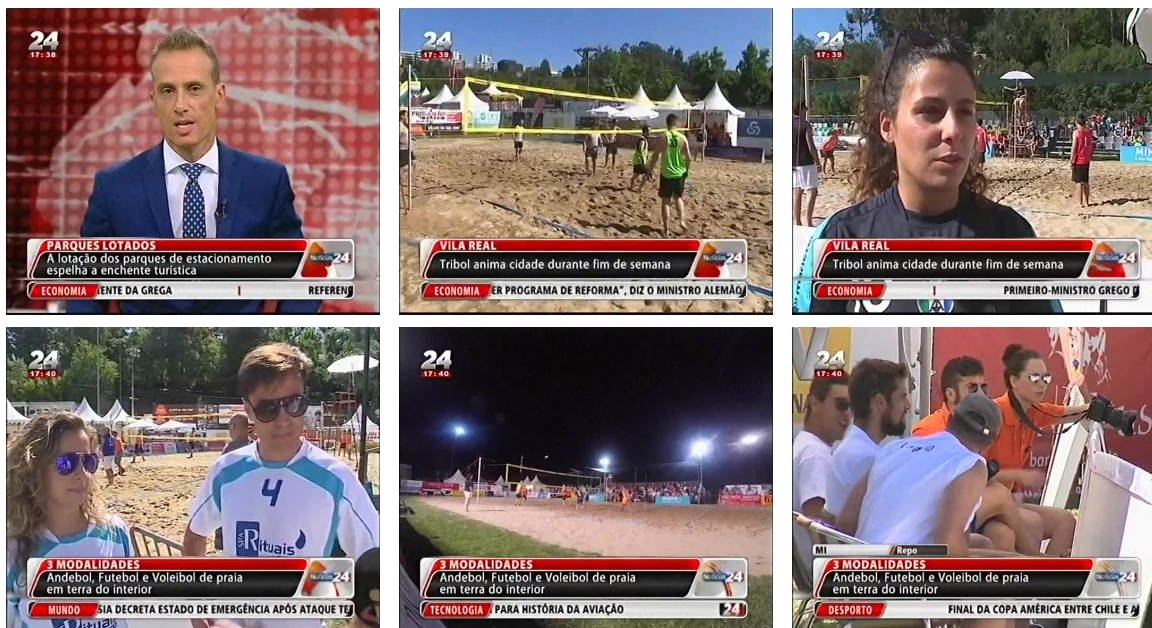 24
17:38
PARQUES LOTADOS
A lotação dos parques de estacionamento
espelha a enchente turística
Notícias 24
ECONOMIA ENTE DA GREGA REFEREN
24
17:39
VILA REAL
Tribol anima cidade durante fim de semana
Notícias 24
ECONOMIA ER PROGRAMA DE REFORMA”, DIZ O MINISTRO ALEMÃO
24
17:39
VILA REAL
Tribol anima cidade durante fim de semana
Notícias 24
ECONOMIA PRIMEIRO-MINISTRO GREGO
24
17:40
4
SPA Rituais
3 MODALIDADES
Andebol, Futebol e Voleibol de praia
em terra do interior
Notícias 24
MUNDO SIA DECRETA ESTADO DE EMERGÊNCIA APÓS ATAQUE TE
24
17:40
3 MODALIDADES
Andebol, Futebol e Voleibol de praia
em terra do interior
Notícias 24
TECNOLOGIA PARA HISTÓRIA DA AVIAÇÃO 24
24
17:40
bar
MI Repo
3 MODALIDADES
Andebol, Futebol e Voleibol de praia
em terra do interior
Notícias 24
DESPORTO FINAL DA COPA AMÉRICA ENTRE CHILE E A